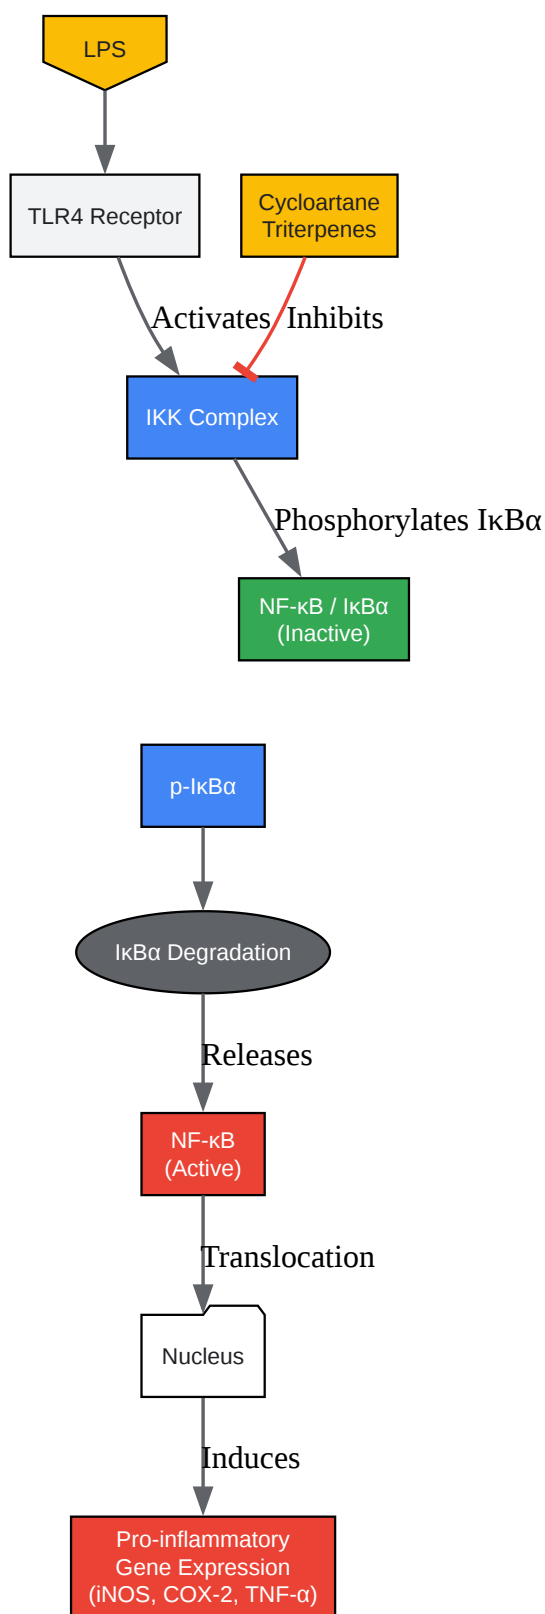 LPS
TLR4 Receptor
Cycloartane
Triterpenes
Activates
Inhibits
IKK Complex
Phosphorylates IκBα
NF-κB / IκBα
(Inactive)
p-IκBα
IκBα Degradation
Releases
NF-κB
(Active)
Translocation
Nucleus
Induces
Pro-inflammatory
Gene Expression
(iNOS, COX-2, TNF-α)